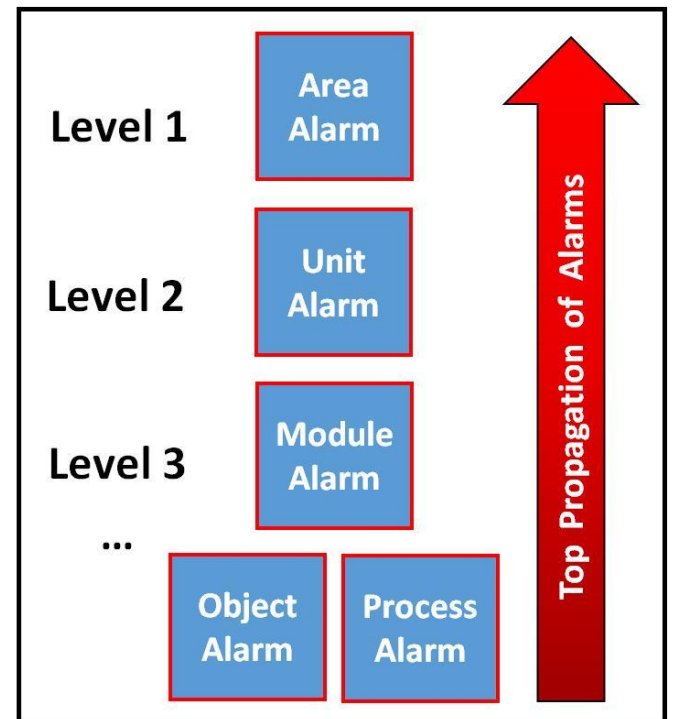 Area
Alarm
Level 1
Unit
Alarm
Level 2
Module
Alarm
Level 3
...
Object
Alarm
Process
Alarm
Top Propagation of Alarms